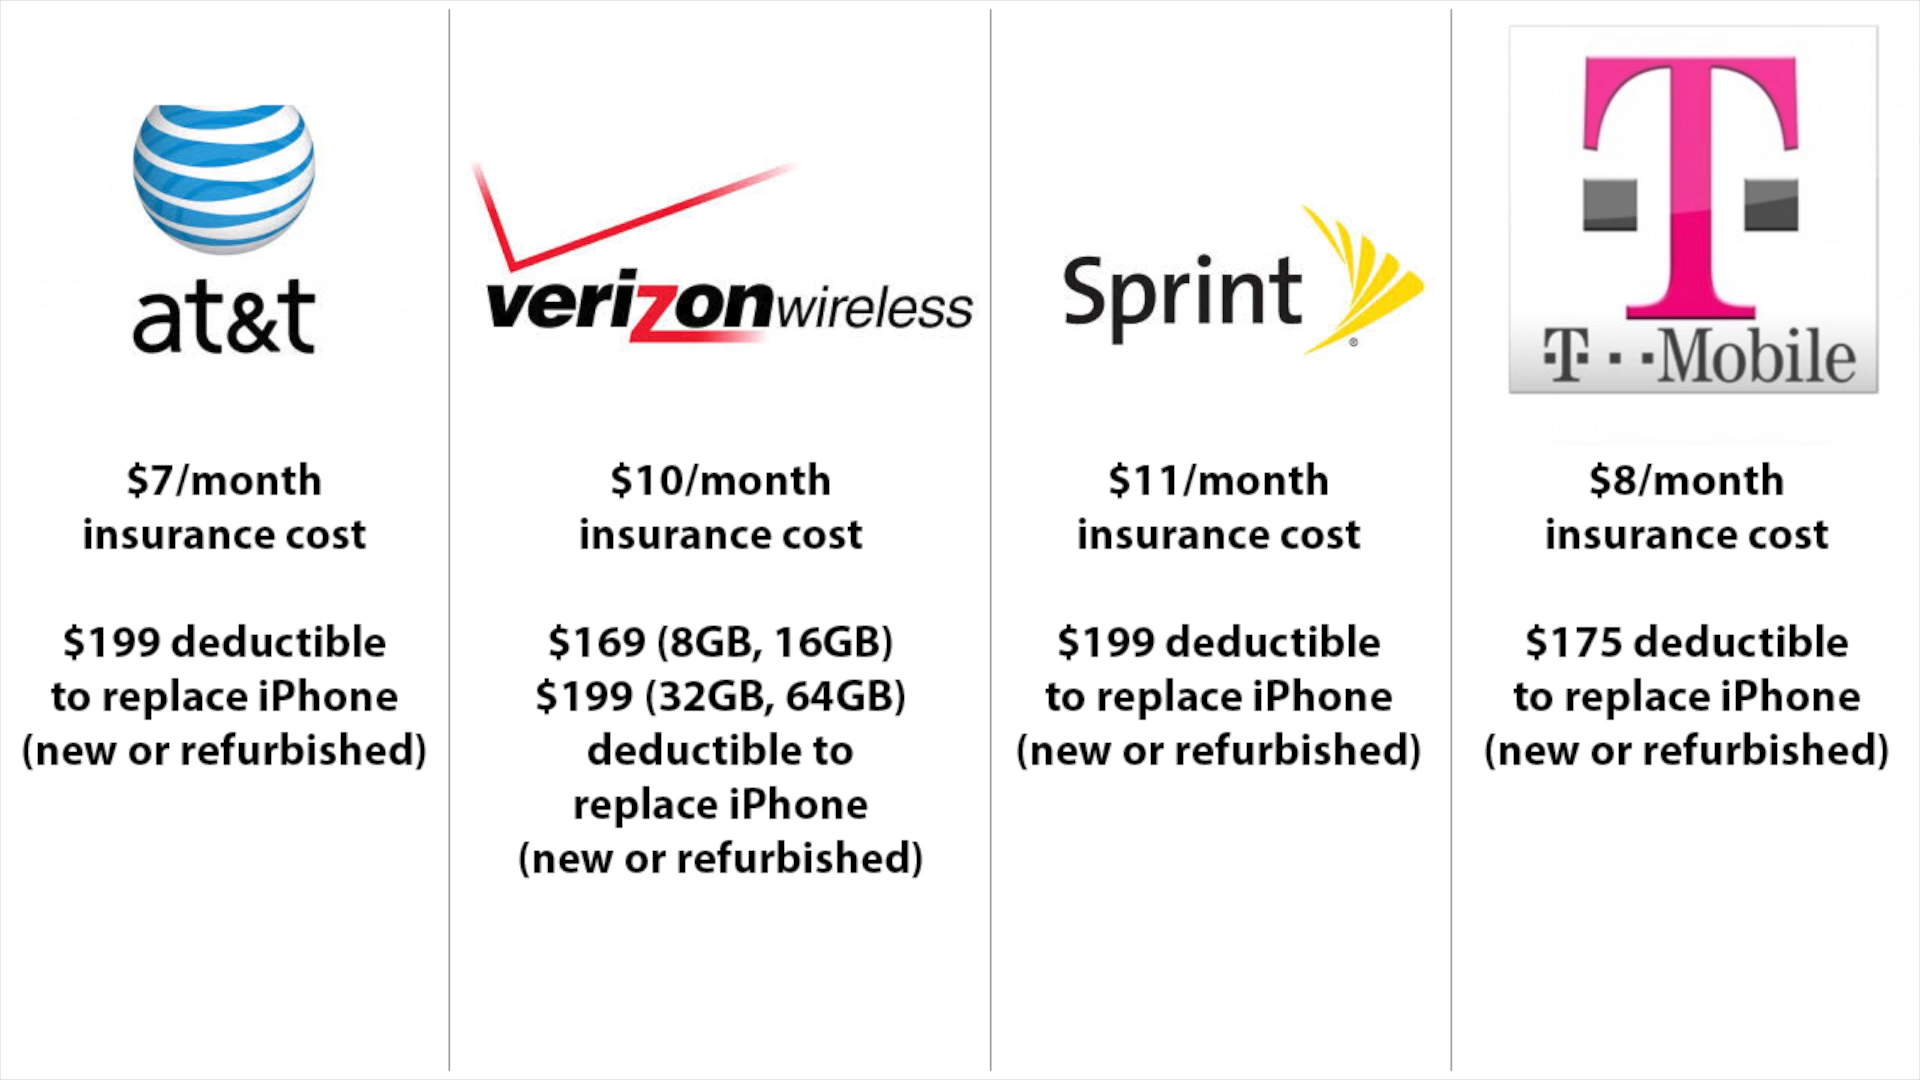 at&t
$7/month
insurance cost
$199 deductible
to replace iPhone
(new or refurbished)
verizonwireless
$10/month
insurance cost
$169 (8GB, 16GB)
$199 (32GB, 64GB)
deductible to
replace iPhone
(new or refurbished)
Sprint
®
$11/month
insurance cost
$199 deductible
to replace iPhone
(new or refurbished)
T
T··Mobile
$8/month
insurance cost
$175 deductible
to replace iPhone
(new or refurbished)